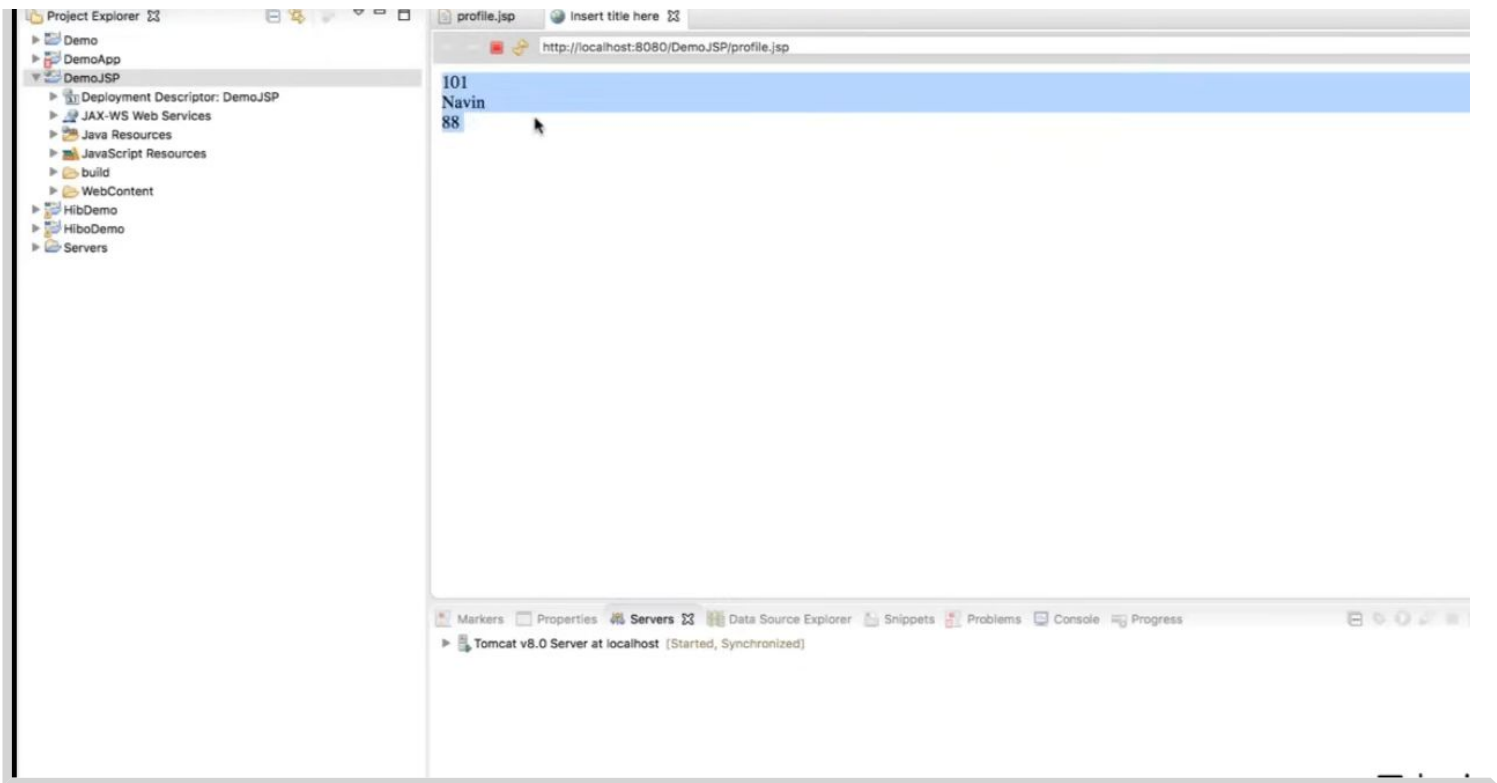 Project Explorer
Demo
DemoApp
DemoJSP
Deployment Descriptor: DemoJSP
JAX-WS Web Services
Java Resources
JavaScript Resources
build
WebContent
HibDemo
HiboDemo
Servers
profile.jsp Insert title here
http://localhost:8080/DemoJSP/profile.jsp
101
Navin
88
Markers Properties Servers Data Source Explorer Snippets Problems Console Progress
Tomcat v8.0 Server at localhost [Started, Synchronized]